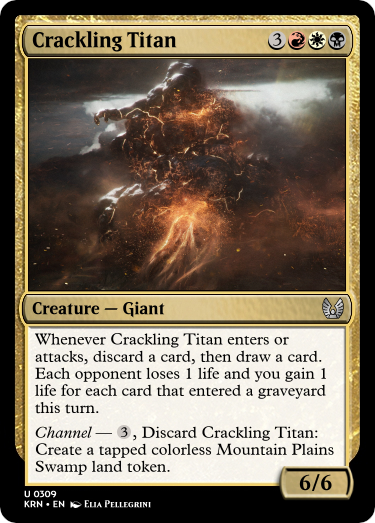 Crackling Titan 3
Creature — Giant
Whenever Crackling Titan enters or
attacks, discard a card, then draw a card.
Each opponent loses 1 life and you gain 1
life for each card that entered a graveyard
this turn.
Channel — 3, Discard Crackling Titan:
Create a tapped colorless Mountain Plains
Swamp land token.
6/6
U 0309
KRN • EN Elia Pellegrini